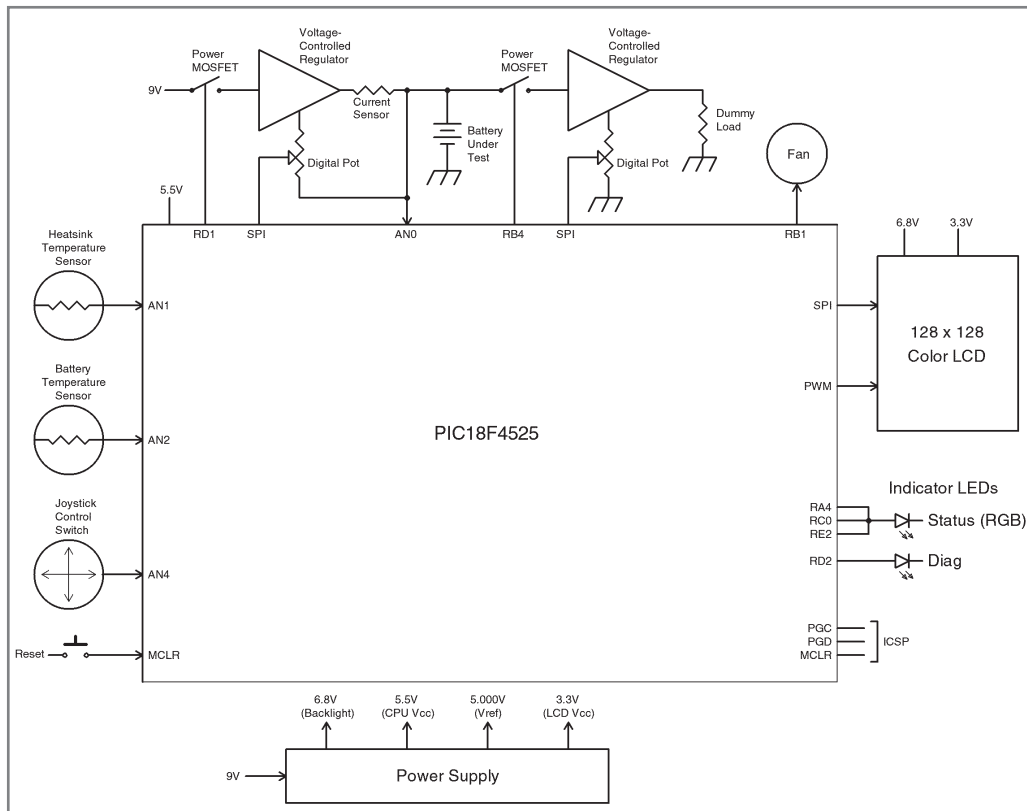 Voltage-
Controlled
Regulator
Power
MOSFET
9V
Current
Sensor
Digital Pot
Battery
Under
Test
Power
MOSFET
Voltage-
Controlled
Regulator
Digital Pot
Dummy
Load
Fan
5.5V
RD1
SPI
AN0
RB4
SPI
RB1
Heatsink
Temperature
Sensor
AN1
Battery
Temperature
Sensor
AN2
Joystick
Control
Switch
AN4
Reset
MCLR
PIC18F4525
6.8V
3.3V
SPI
128 x 128
Color LCD
PWM
Indicator LEDs
RA4
RC0
RE2
Status (RGB)
RD2
Diag
PGC
PGD
MCLR
ICSP
6.8V
(Backlight)
5.5V
(CPU Vcc)
5.000V
(Vref)
3.3V
(LCD Vcc)
9V
Power Supply